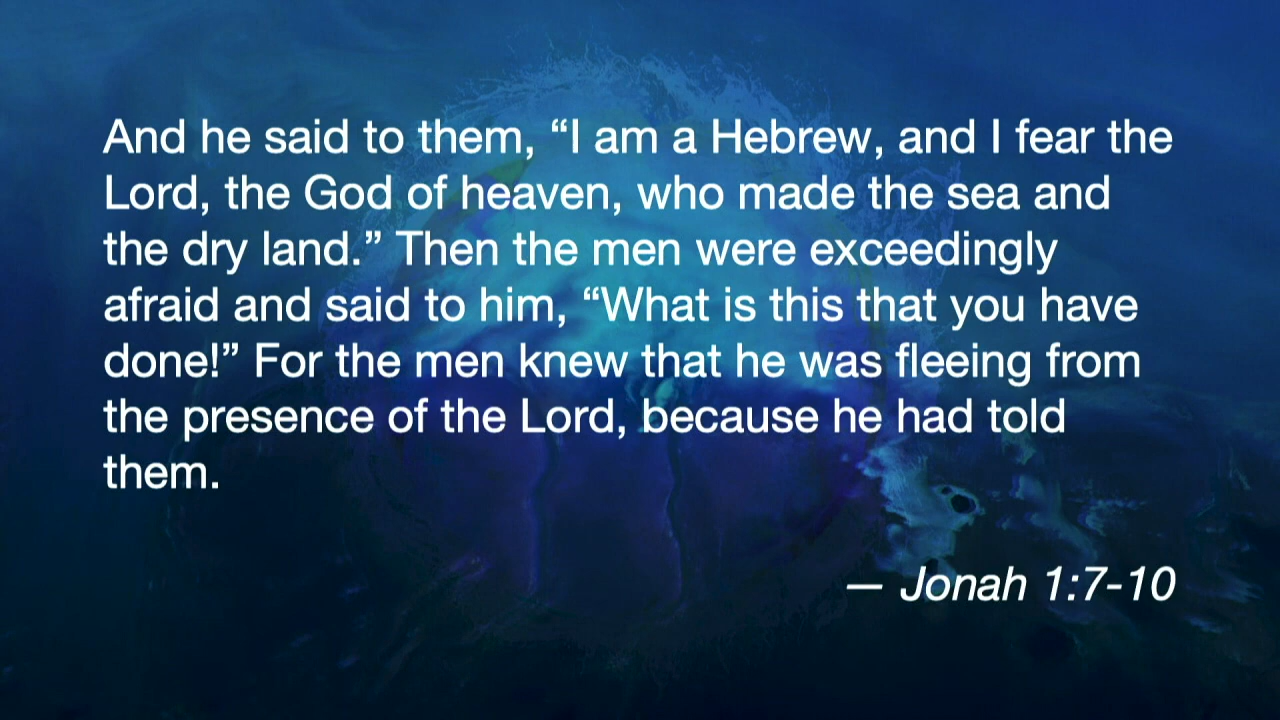 And he said to them, “I am a Hebrew, and I fear the
Lord, the God of heaven, who made the sea and
the dry land.” Then the men were exceedingly
afraid and said to him, “What is this that you have
done!” For the men knew that he was fleeing from
the presence of the Lord, because he had told
them.
— Jonah 1:7-10